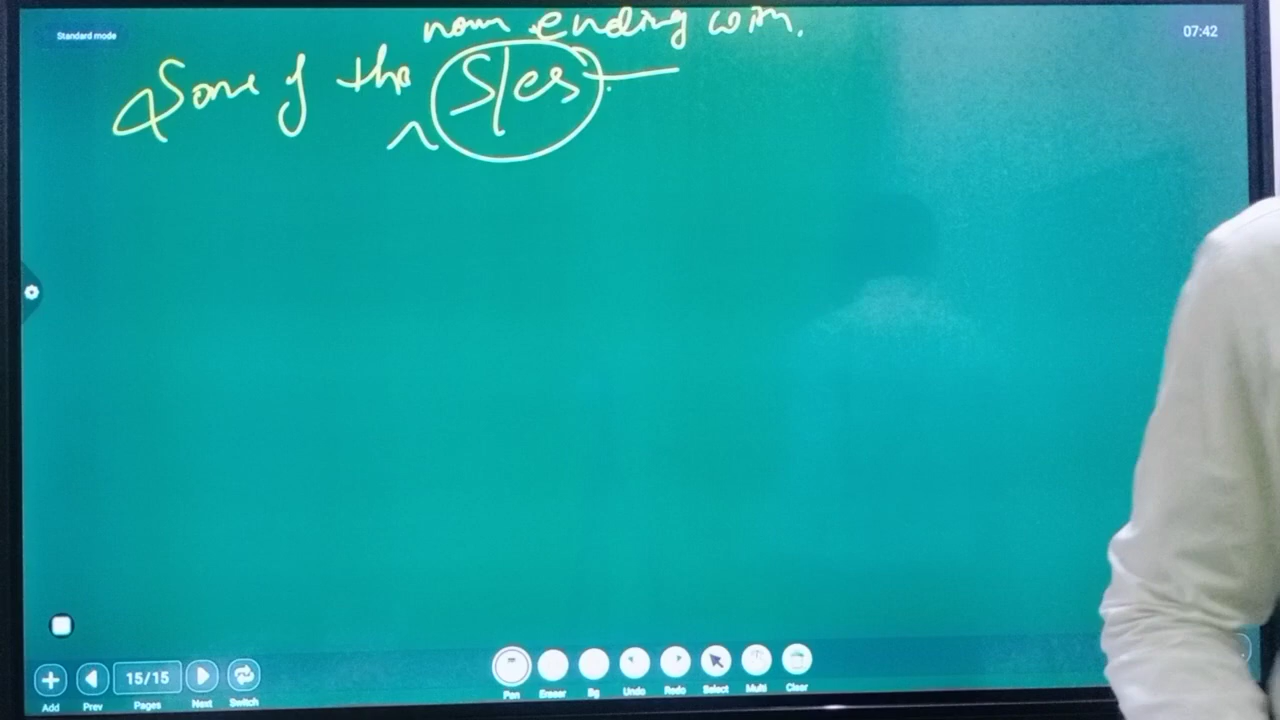 Standard mode
07:42
noun ending with.
Some of the s/es
15/15
Add Prev Pages Next Switch
Pen Eraser Bg Undo Redo Select Multi Clear